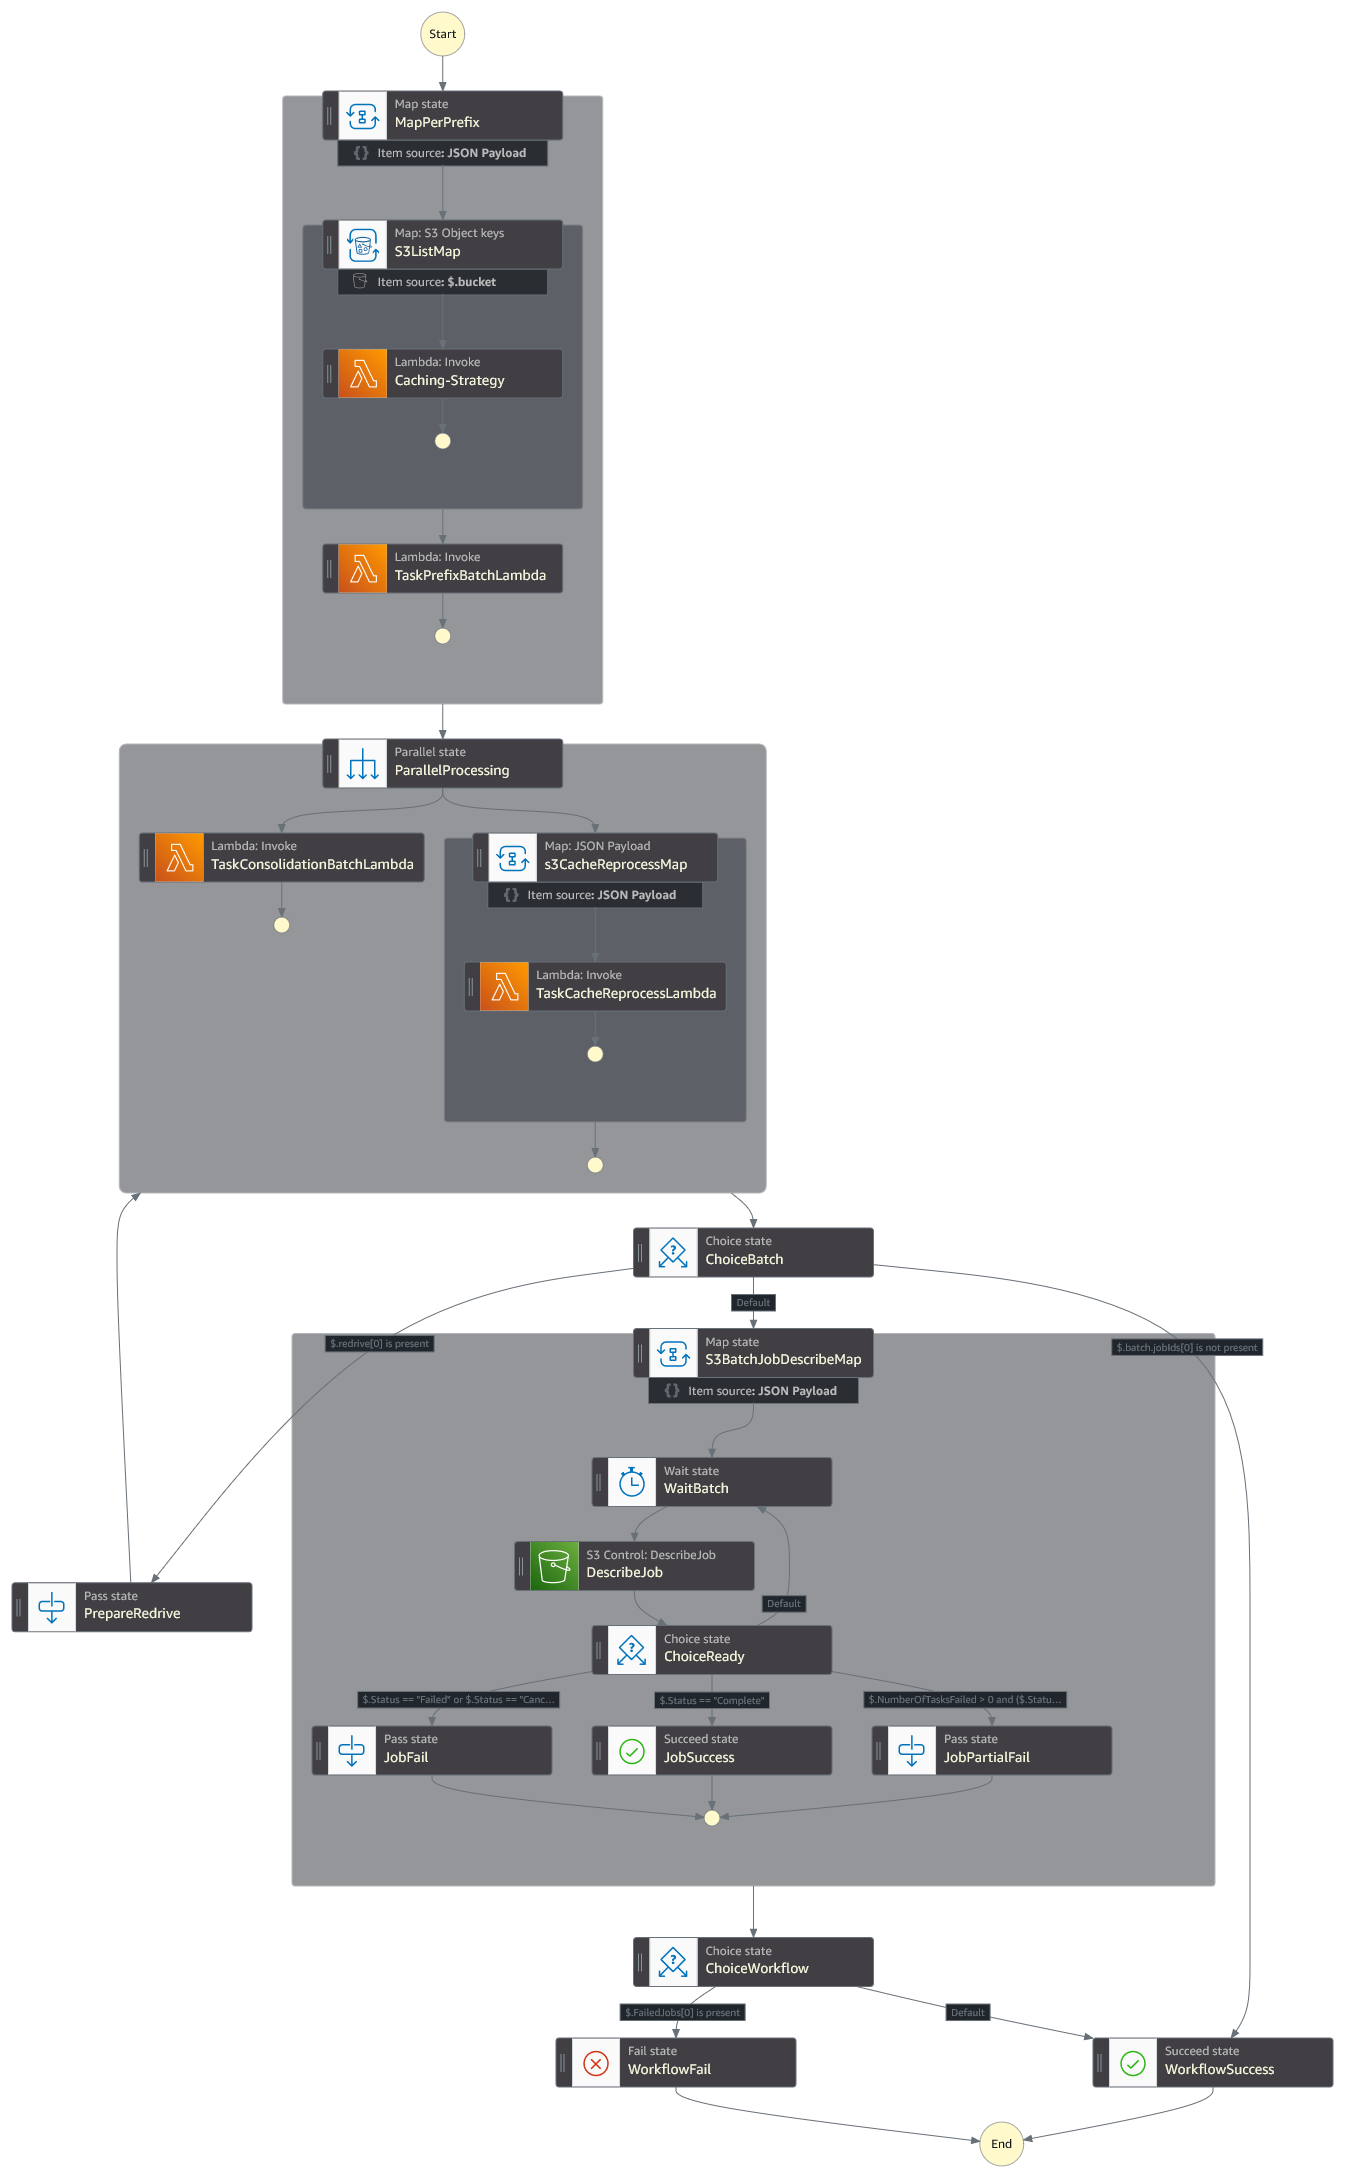 Start
Map state
MapPerPrefix
{} Item source: JSON Payload
Map: S3 Object keys
S3ListMap
Item source: $.bucket
Lambda: Invoke
Caching-Strategy
Lambda: Invoke
TaskPrefixBatchLambda
Parallel state
ParallelProcessing
Lambda: Invoke
TaskConsolidationBatchLambda
Map: JSON Payload
s3CacheReprocessMap
{} Item source: JSON Payload
Lambda: Invoke
TaskCacheReprocessLambda
Choice state
ChoiceBatch
Default
$.redrive[0] is present
$.batch.jobIds[0] is not present
Map state
S3BatchJobDescribeMap
{} Item source: JSON Payload
Wait state
WaitBatch
S3 Control: DescribeJob
DescribeJob
Pass state
PrepareRedrive
Default
Choice state
ChoiceReady
$.Status == "Failed" or $.Status == "Canc...
$.Status == "Complete"
$.NumberOfTasksFailed > 0 and ($.Statu...
Pass state
JobFail
Succeed state
JobSuccess
Pass state
JobPartialFail
Choice state
ChoiceWorkflow
$.FailedJobs[0] is present
Default
Fail state
WorkflowFail
Succeed state
WorkflowSuccess
End